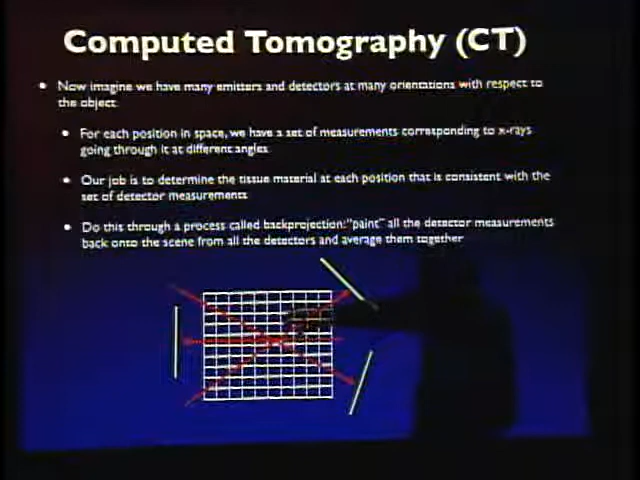 Computed Tomography (CT)
Now imagine we have many emitters and detectors at many orientations with respect to
the object
For each position in space, we have a set of measurements corresponding to x-rays
going through it at different angles
Our job is to determine the tissue material at each position that is consistent with the
set of detector measurements
Do this through a process called backprojection: "paint" all the detector measurements
back onto the scene from all the detectors and average them together